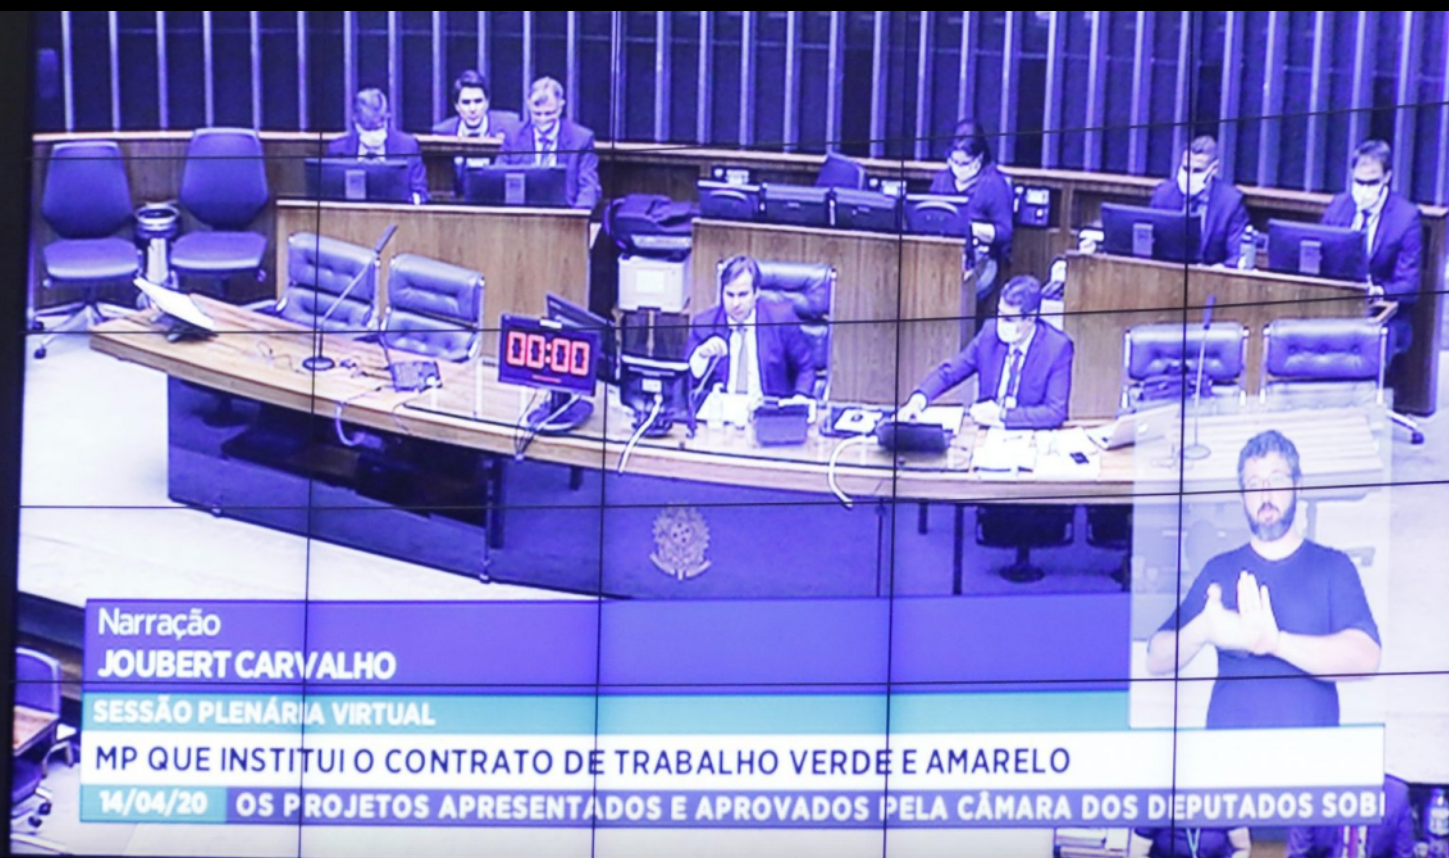 00:00
Narração
JOUBERT CARVALHO
SESSÃO PLENÁRIA VIRTUAL
MP QUE INSTITUI O CONTRATO DE TRABALHO VERDE E AMARELO
14/04/20 OS PROJETOS APRESENTADOS E APROVADOS PELA CÂMARA DOS DEPUTADOS SOB